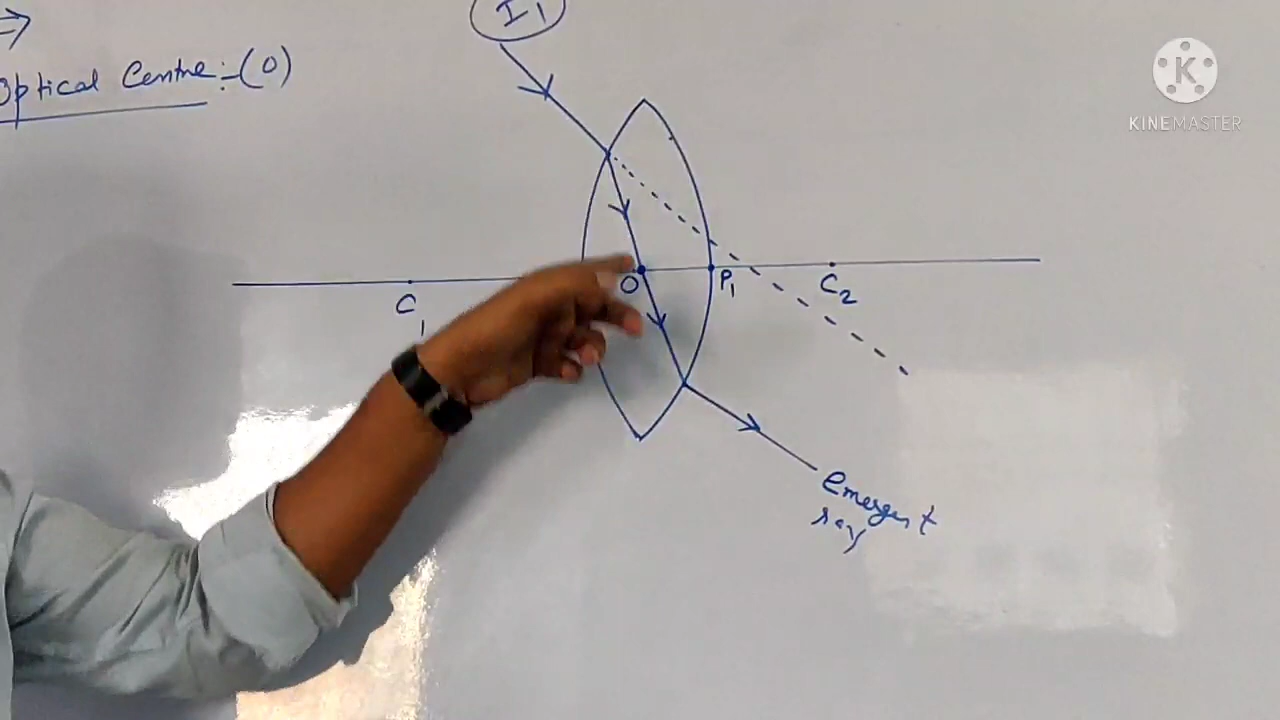 ⇒
I₁
Optical Centre:-(O)
KINEMASTER
O
P₁
C₂
C₁
Emergent
ray